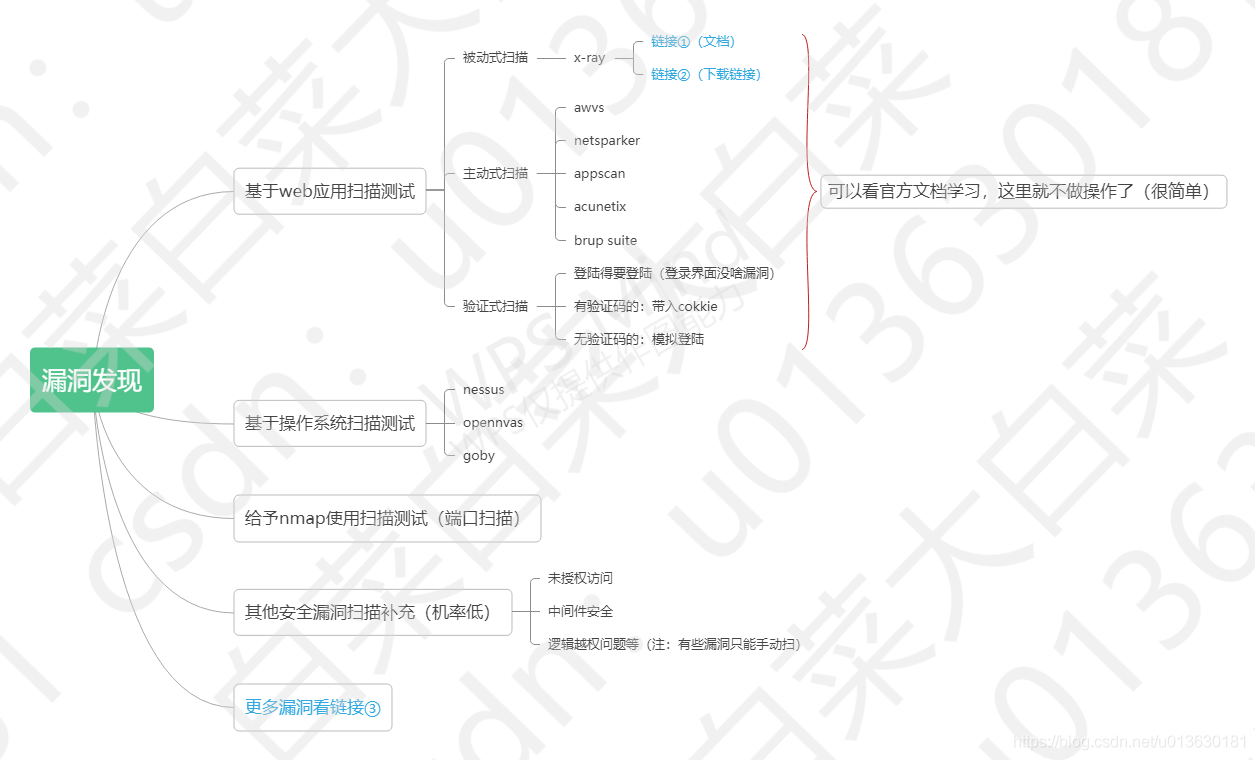 漏洞发现
基于web应用扫描测试
被动式扫描
x-ray
链接①（文档）
链接②（下载链接）
主动式扫描
awvs
netsparker
appscan
acunetix
brup suite
验证式扫描
登陆得要登陆（登录界面没啥漏洞）
有验证码的：带入cokkie
无验证码的：模拟登陆
可以看官方文档学习，这里就不做操作了（很简单）
基于操作系统扫描测试
nessus
opennvas
goby
给予nmap使用扫描测试（端口扫描）
其他安全漏洞扫描补充（机率低）
未授权访问
中间件安全
逻辑越权问题等（注：有些漏洞只能手动扫）
更多漏洞看链接③
https://blog.csdn.net/u013630181